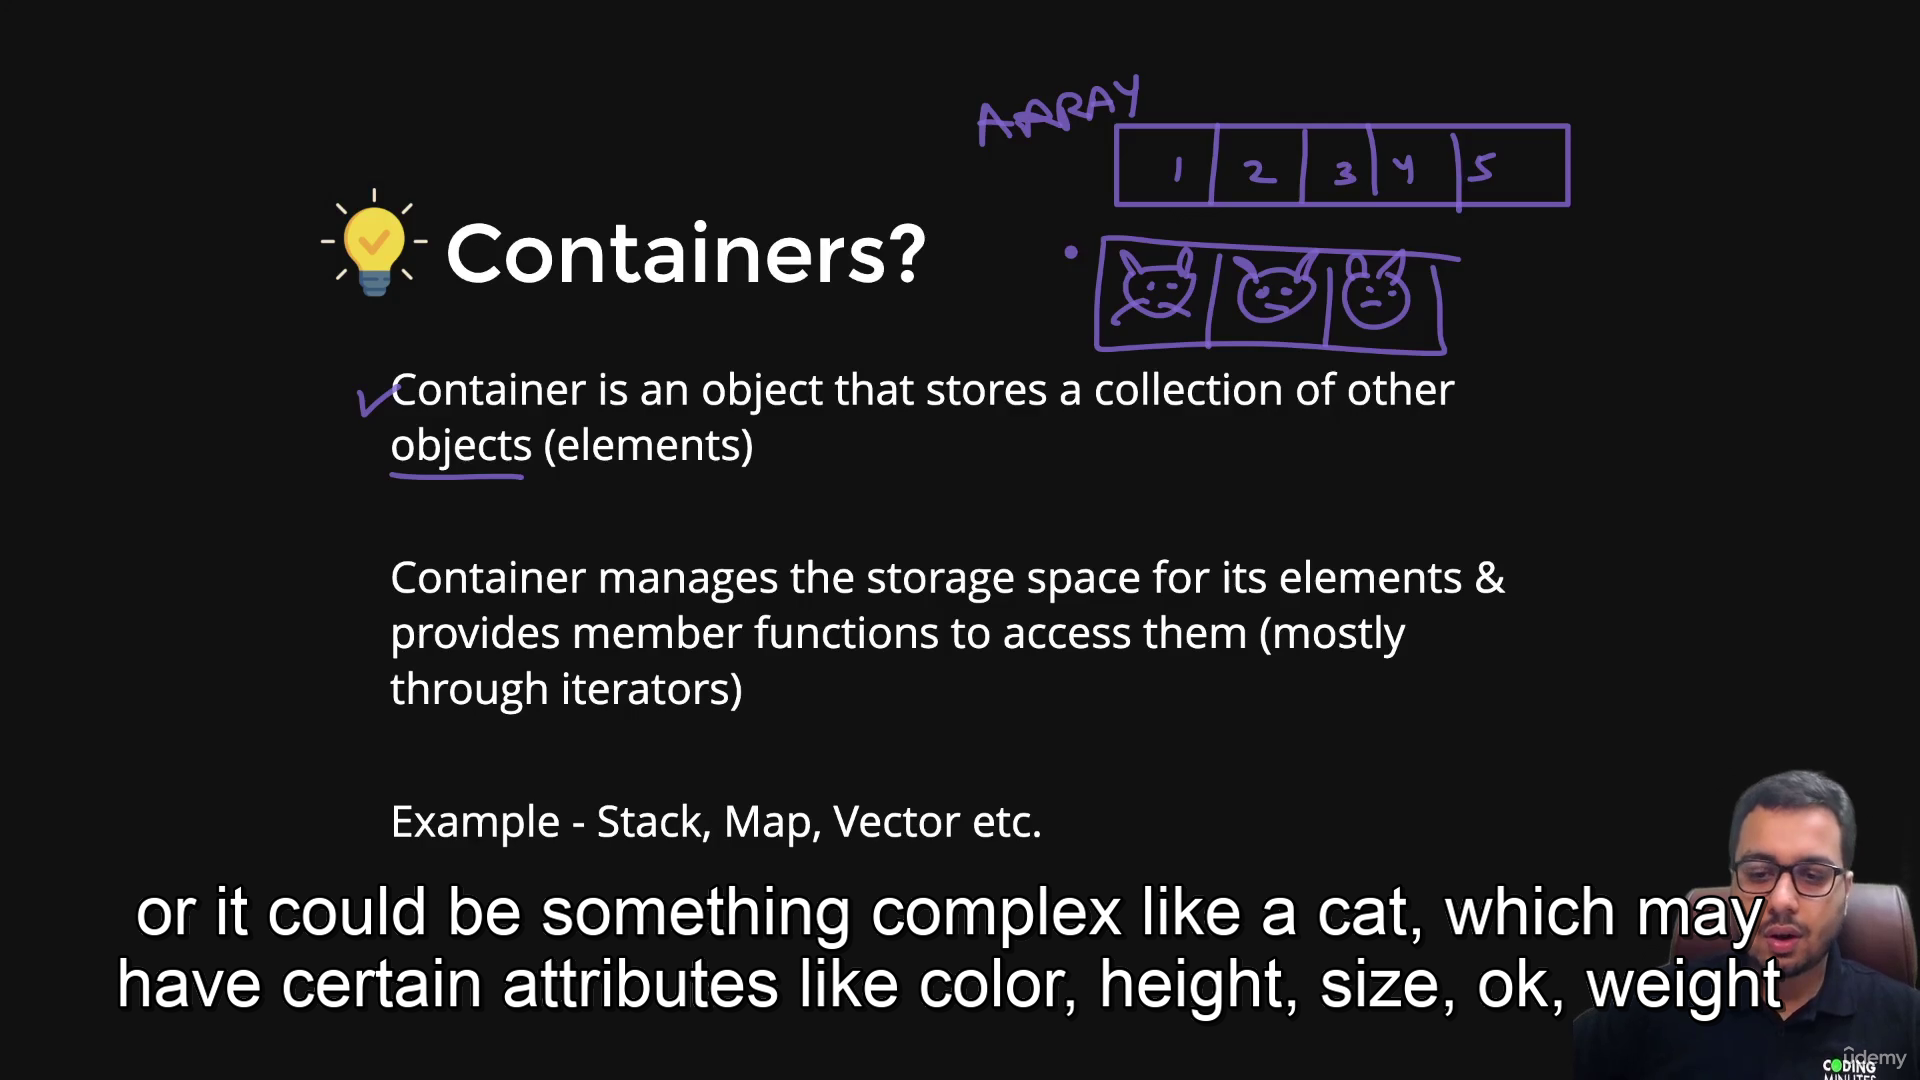 AARRAY
1 2 3 4 5
Containers?
Container is an object that stores a collection of other
objects (elements)
Container manages the storage space for its elements &
provides member functions to access them (mostly
through iterators)
Example - Stack, Map, Vector etc.
or it could be something complex like a cat, which may
have certain attributes like color, height, size, ok, weight
ûdemy
CODING
MINUTES